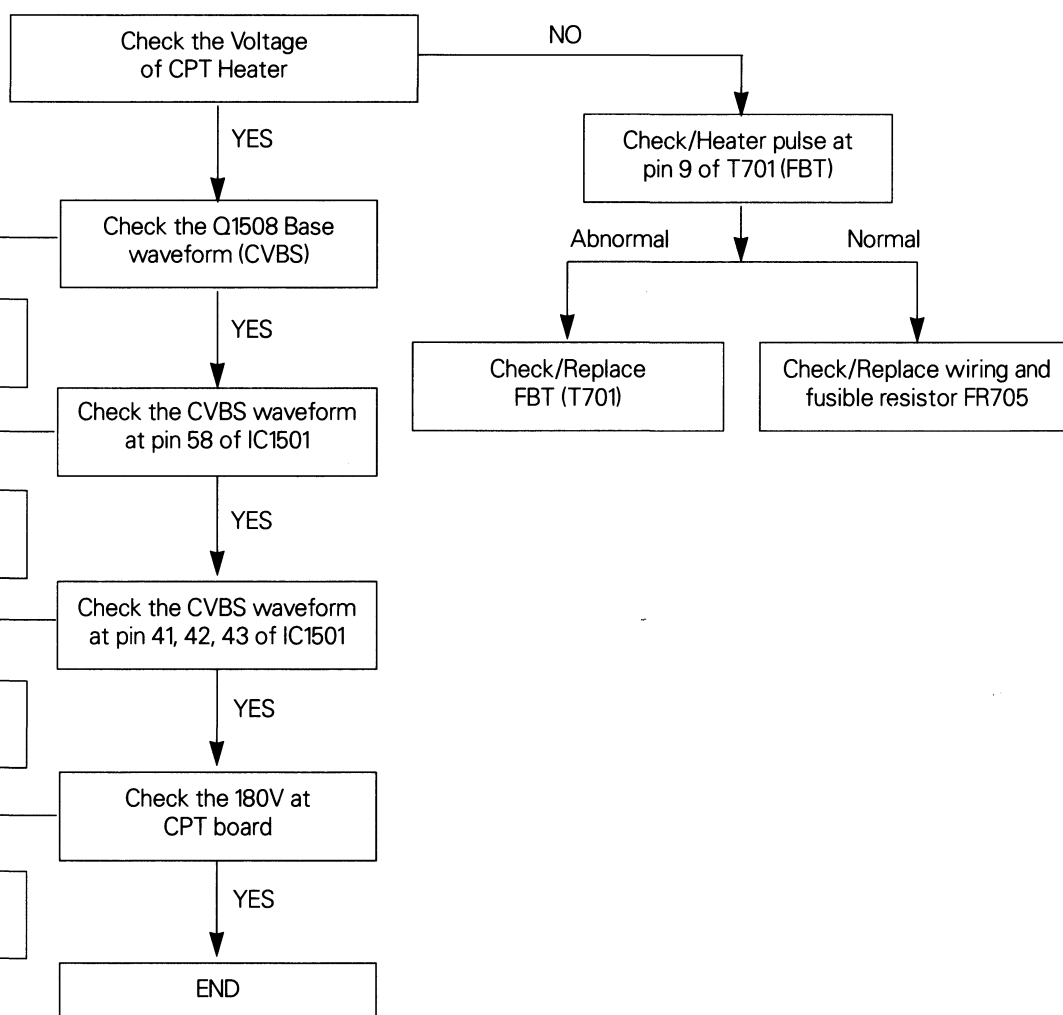 Check the Voltage
of CPT Heater
NO
YES
Check/Heater pulse at
pin 9 of T701 (FBT)
Check the Q1508 Base
waveform (CVBS)
Abnormal
Normal
YES
Check/Replace
FBT (T701)
Check/Replace wiring and
fusible resistor FR705
Check the CVBS waveform
at pin 58 of IC1501
YES
Check the CVBS waveform
at pin 41, 42, 43 of IC1501
YES
Check the 180V at
CPT board
YES
END